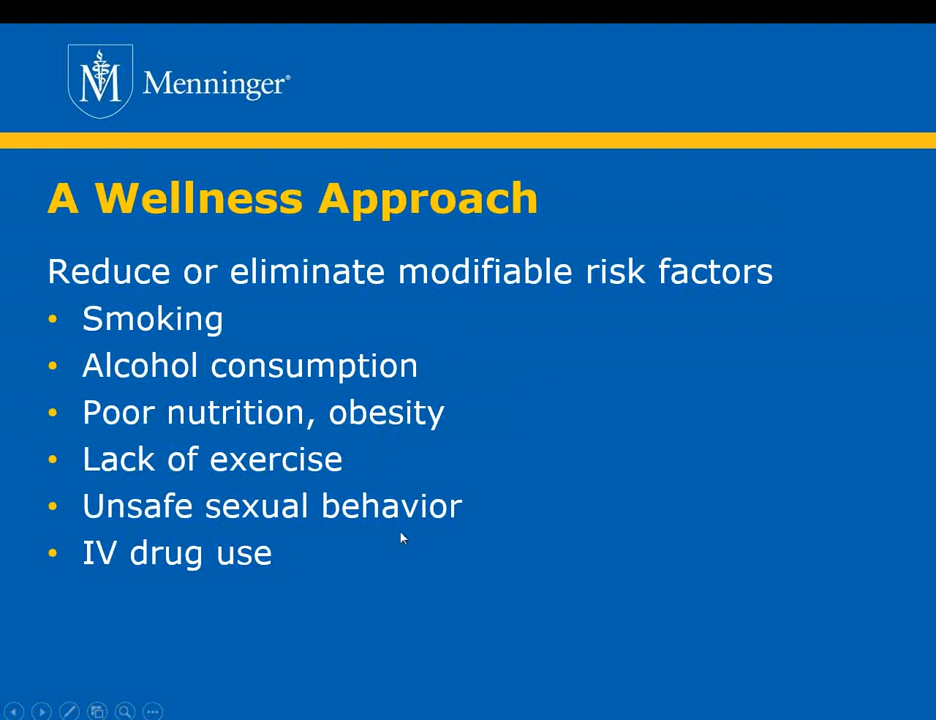 Menninger®
A Wellness Approach
Reduce or eliminate modifiable risk factors
• Smoking
• Alcohol consumption
• Poor nutrition, obesity
• Lack of exercise
• Unsafe sexual behavior
• IV drug use